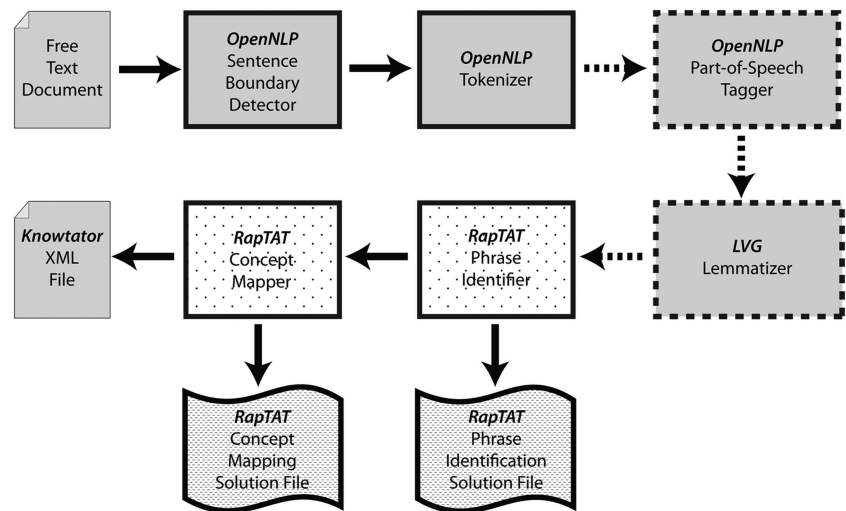 Free
Text
Document
OpenNLP
Sentence
Boundary
Detector
OpenNLP
Tokenizer
OpenNLP
Part-of-Speech
Tagger
Knowtator
XML
File
RapTAT
Concept
Mapper
RapTAT
Phrase
Identifier
LVG
Lemmatizer
RapTAT
Concept
Mapping
Solution File
RapTAT
Phrase
Identification
Solution File